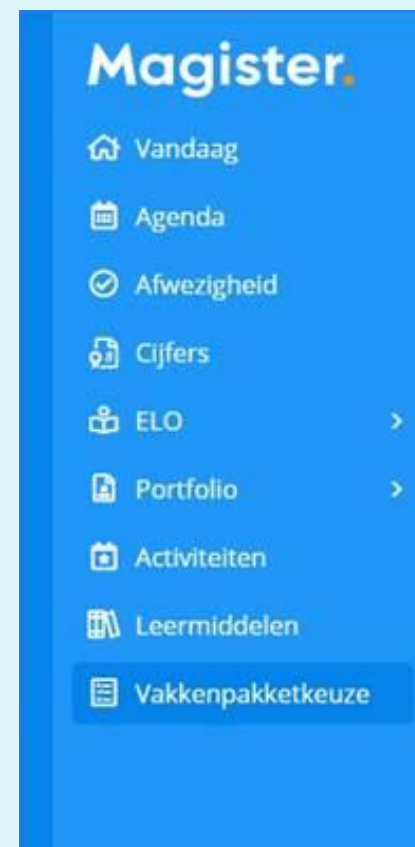 Magister.
Vandaag
Agenda
Afwezigheid
Cijfers
ELO
Portfolio
Activiteiten
Leermiddelen
Vakkenpakketkeuze